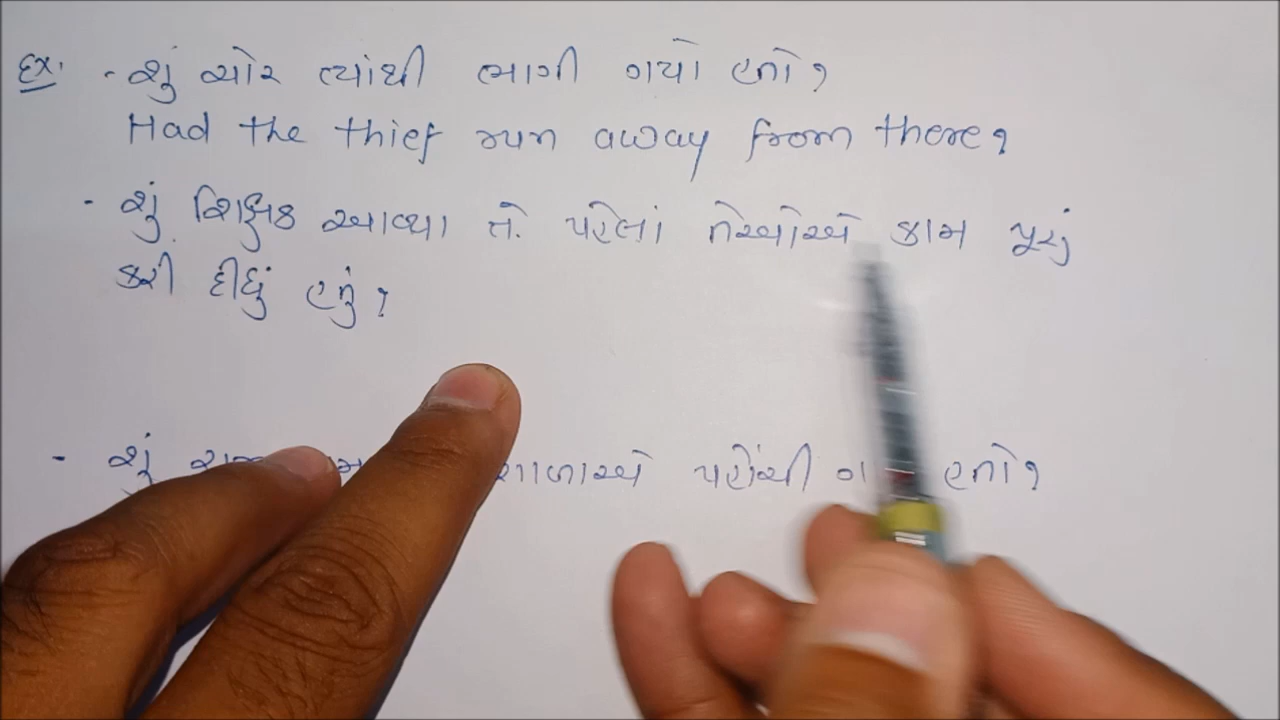 Ex. - શું ચોર ત્યાંથી ભાગી ગયો હતો?
Had the thief run away from there?
- શું શિક્ષક આવ્યા તે પહેલાં તેઓએ કામ પૂરું
કરી દીધું હતું?
- શું શાળાએ પહોંચી હતો?